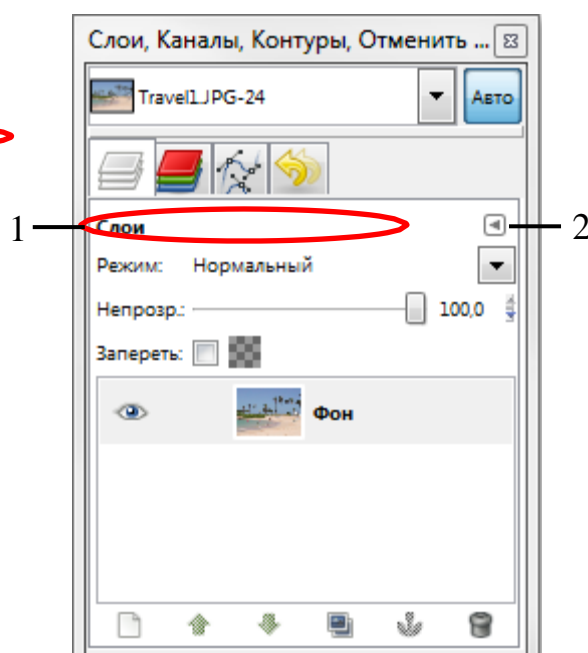 Слои, Каналы, Контуры, Отменить ...
Travel1.JPG-24 Авто
1 Слои 2
Режим: Нормальный
Непрозр.: 100,0
Запереть:
Фон